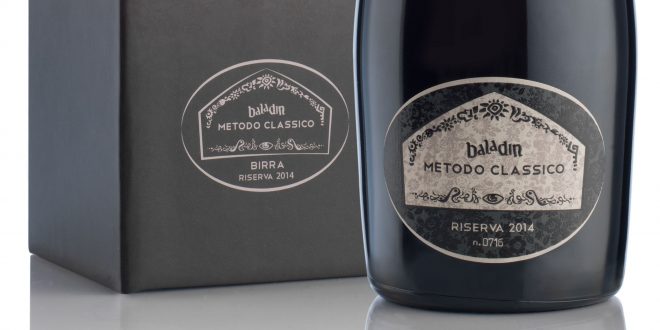 baladin
METODO CLASSICO
BIRRA
RISERVA 2014
baladin
METODO CLASSICO
RISERVA 2014
n. 0716